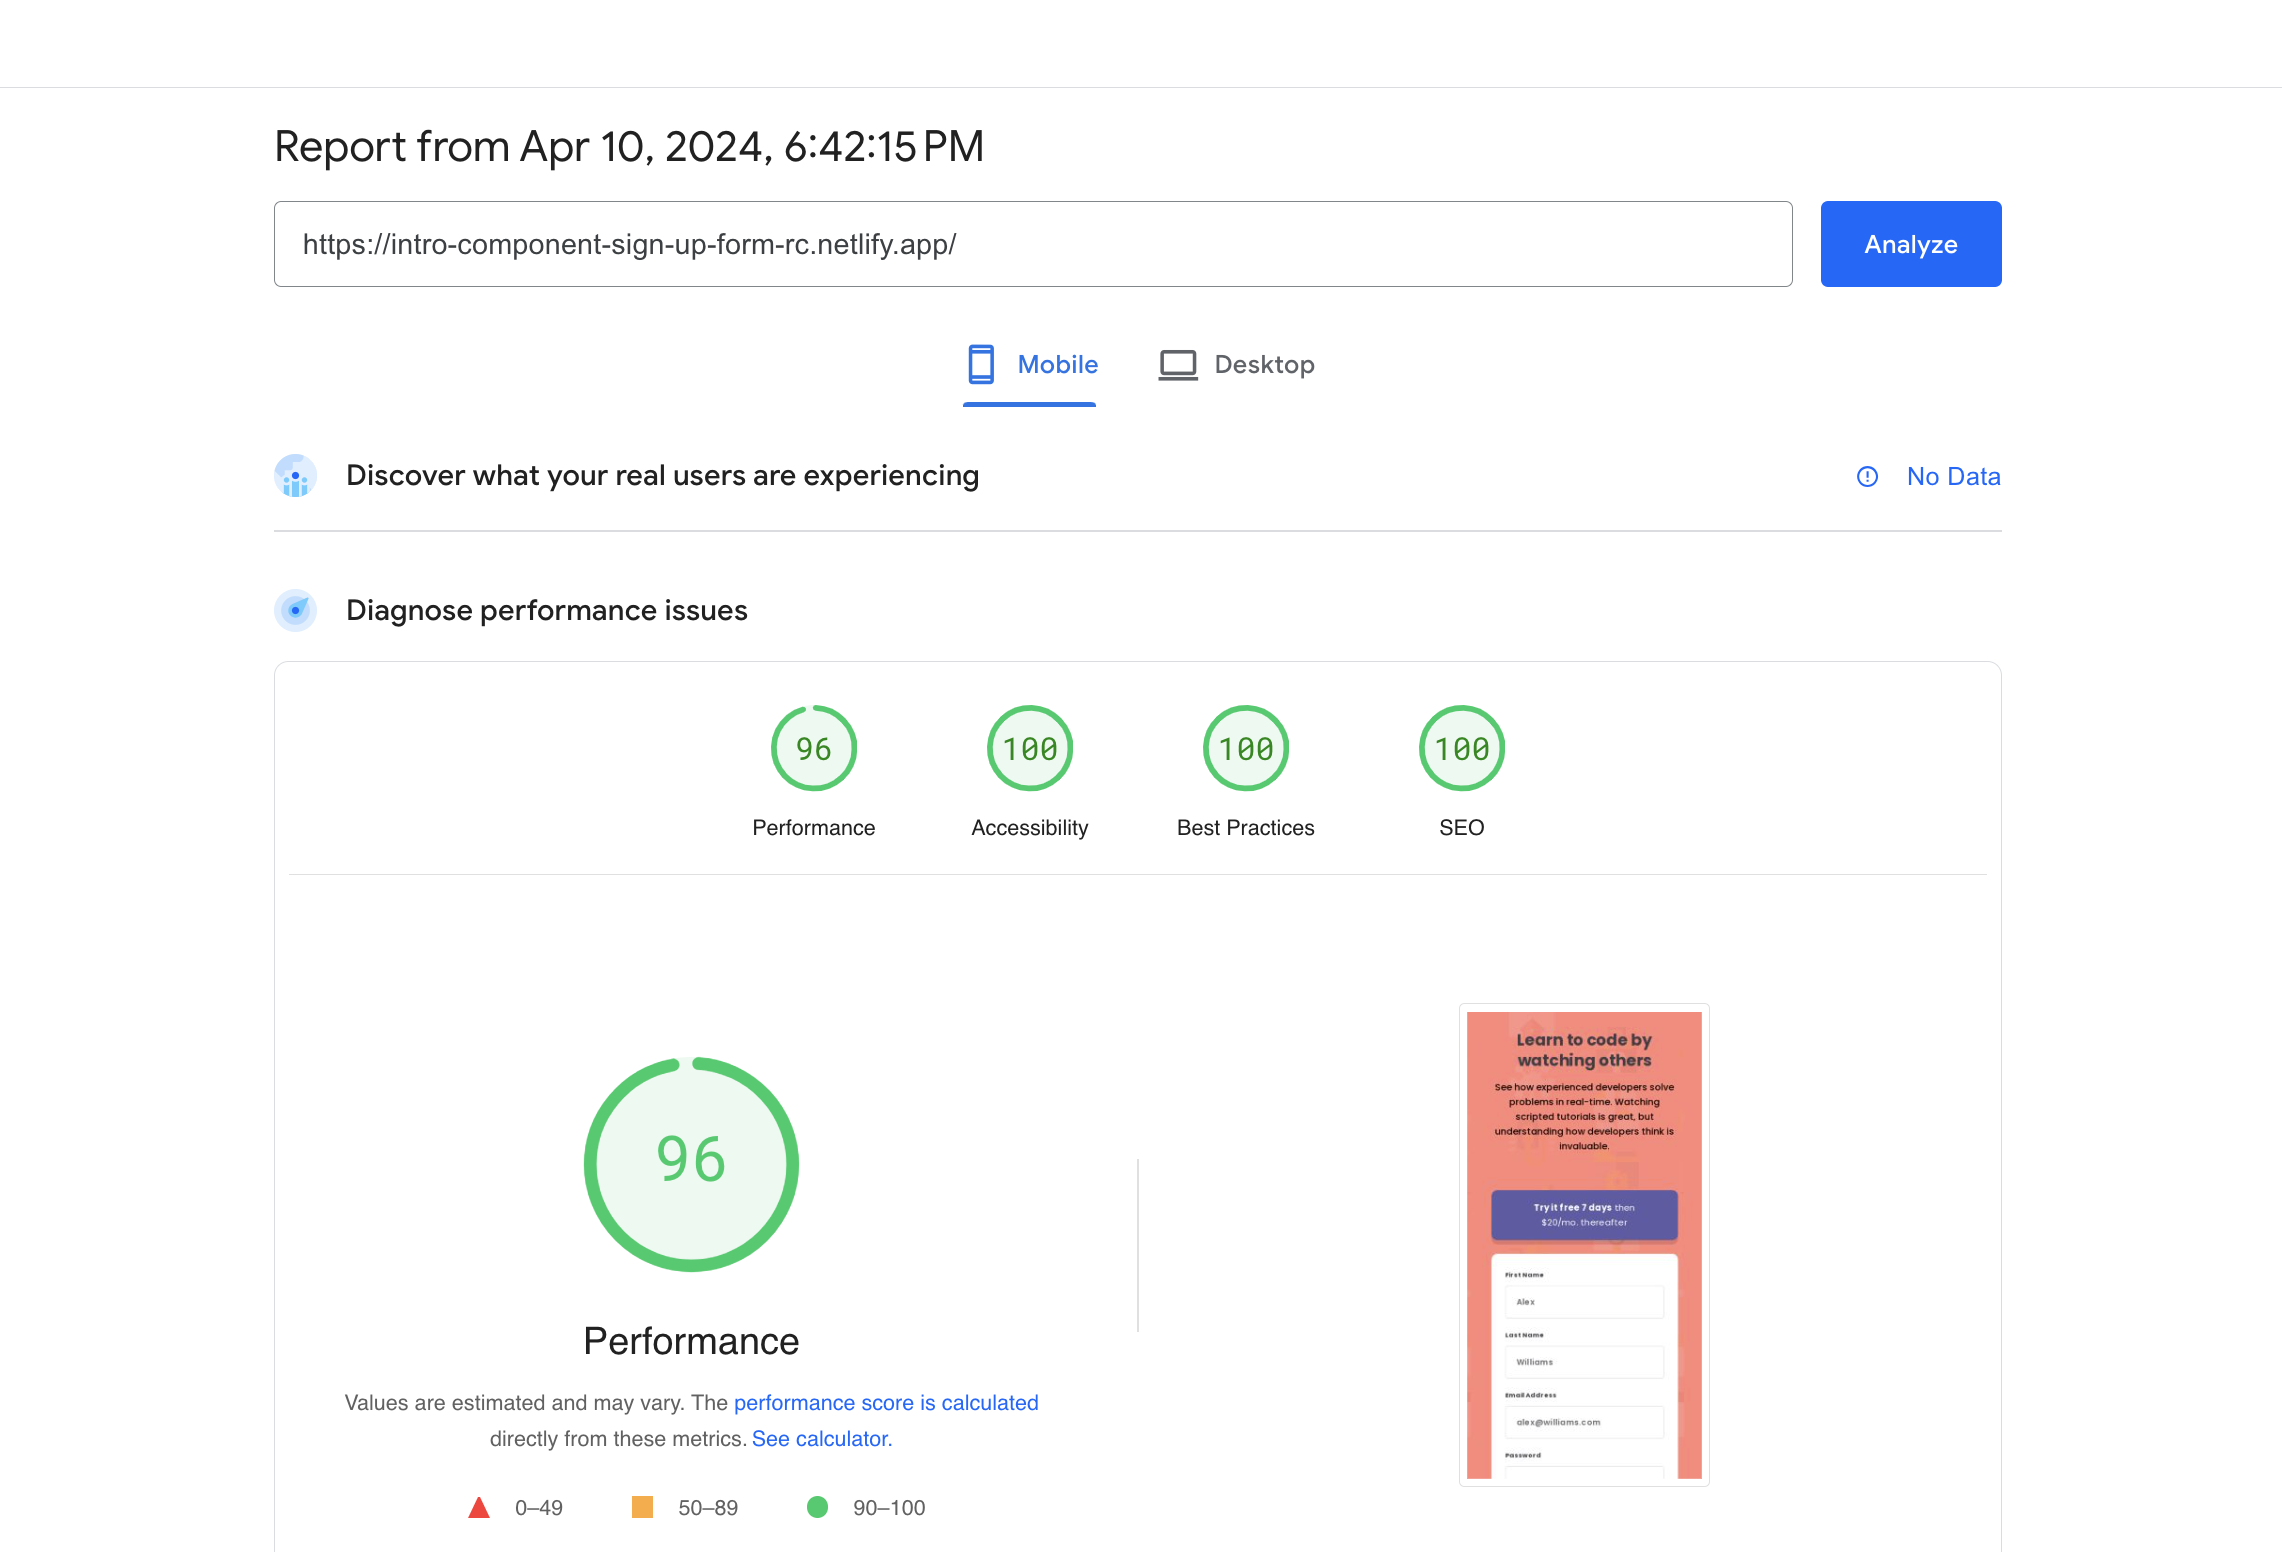 Report from Apr 10, 2024, 6:42:15 PM
https://intro-component-sign-up-form-rc.netlify.app/
Analyze
Mobile
Desktop
Discover what your real users are experiencing
No Data
Diagnose performance issues
96
100
100
100
Performance
Accessibility
Best Practices
SEO
96
Performance
Values are estimated and may vary. The performance score is calculated
directly from these metrics. See calculator.
0–49
50–89
90–100
Learn to code by
watching others
See how experienced developers solve
problems in real-time. Watching
scripted tutorials is great, but
understanding how developers think is
invaluable.
Try it free 7 days then
$20/mo. thereafter
First Name
Alex
Last Name
Williams
Email Address
alex@williams.com
Password